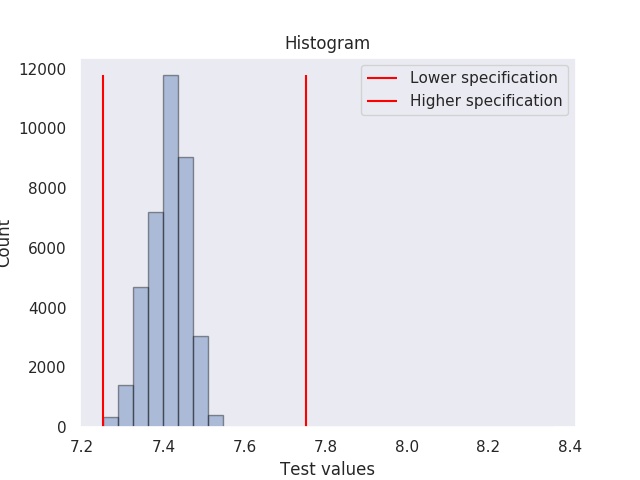 Histogram
Lower specification
Higher specification
12000
10000
8000
6000
4000
2000
0
Count
7.2 7.4 7.6 7.8 8.0 8.2 8.4
Test values